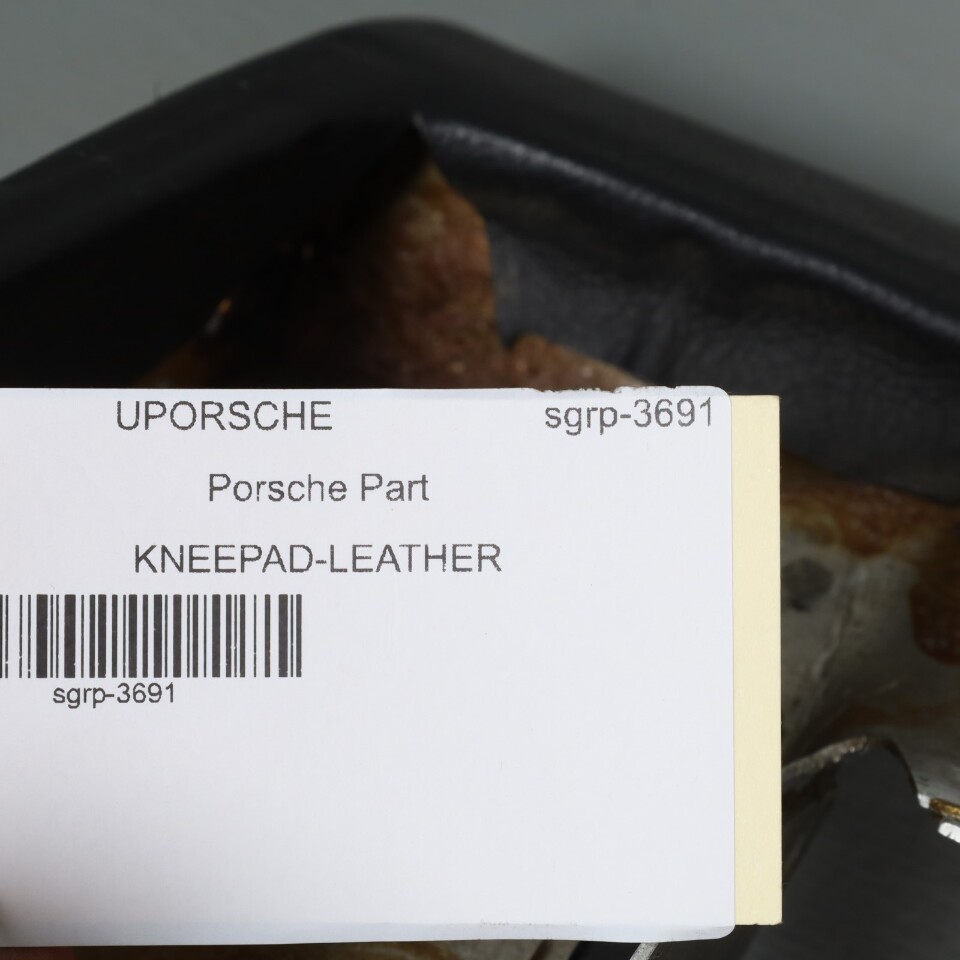 UPORSCHE sgrp-3691
Porsche Part
KNEEPAD-LEATHER
sgrp-3691